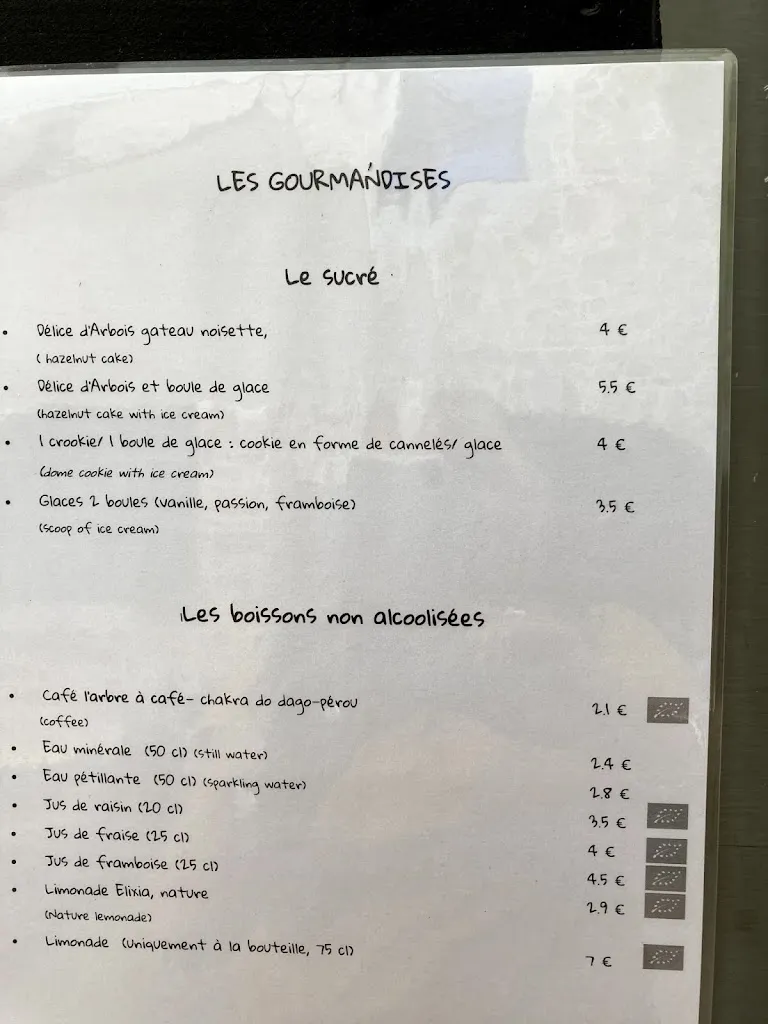 LES GOURMANDISES
Le sucré
• Délice d'Arbois gateau noisette, 4 €
( hazelnut cake)
• Délice d'Arbois et boule de glace 5.5 €
(hazelnut cake with ice cream)
• 1 crookie/ 1 boule de glace : cookie en forme de cannelés/ glace 4 €
(dome cookie with ice cream)
• Glaces 2 boules (vanille, passion, framboise) 3.5 €
(scoop of ice cream)
Les boissons non alcoolisées
• Café l'arbre à café- chakra do dago-pérou 2.1 €
(coffee)
• Eau minérale (50 cl) (still water) 2.4 €
• Eau pétillante (50 cl) (sparkling water) 2.8 €
• Jus de raisin (20 cl) 3.5 €
• Jus de fraise (25 cl) 4 €
• Jus de framboise (25 cl) 4.5 €
• Limonade Elixia, nature 2.9 €
(Nature lemonade)
• Limonade (uniquement à la bouteille, 75 cl) 7 €